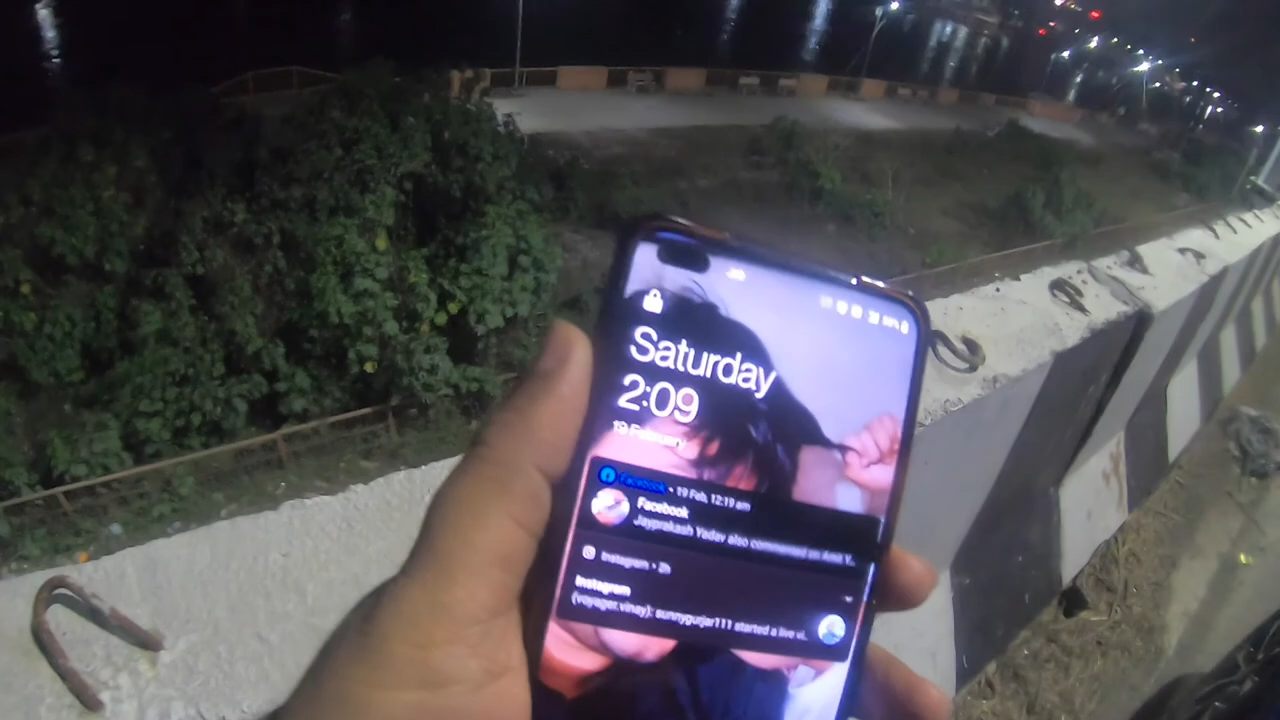 Saturday
2:09
19 February
Facebook • 19 Feb, 12:19 am
Facebook
Jayprakash Yadav also commented on Amit Y...
Instagram • 2h
Instagram
(voyager.vinay): sunnygurjar111 started a live vi...